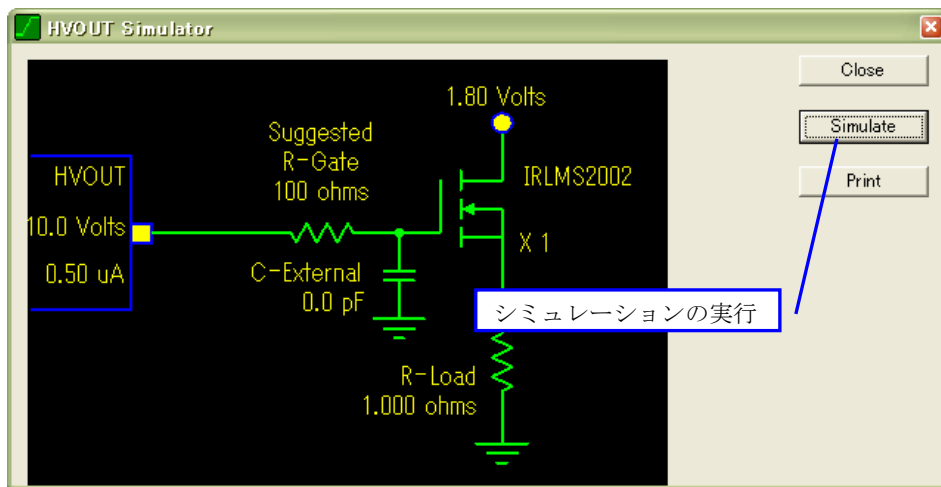 HVOUT Simulator
Close
Simulate
Print
1.80 Volts
Suggested
R-Gate
100 ohms
IRLMS2002
X 1
HVOUT
10.0 Volts
0.50 uA
C-External
0.0 pF
シミュレーションの実行
R-Load
1.000 ohms